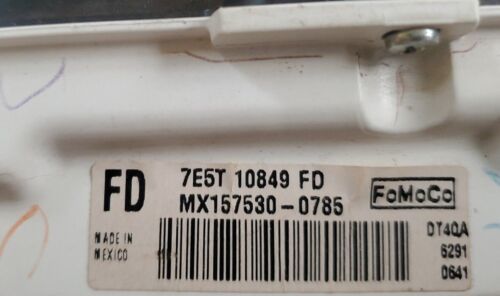 FD
7E5T 10849 FD
MX157530-0785
FoMoCo
MADE IN
MEXICO
DT4QA
6291
0641